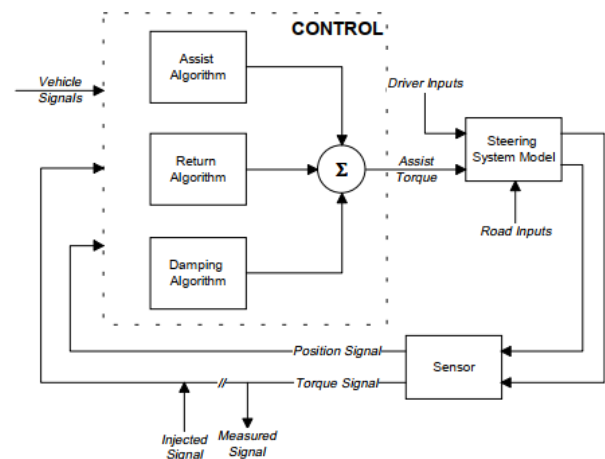 CONTROL
Assist
Algorithm
Vehicle
Signals
Driver Inputs
Return
Algorithm
Σ
Assist
Torque
Steering
System Model
Road Inputs
Damping
Algorithm
Position Signal
Sensor
//
Torque Signal
Injected
Signal
Measured
Signal